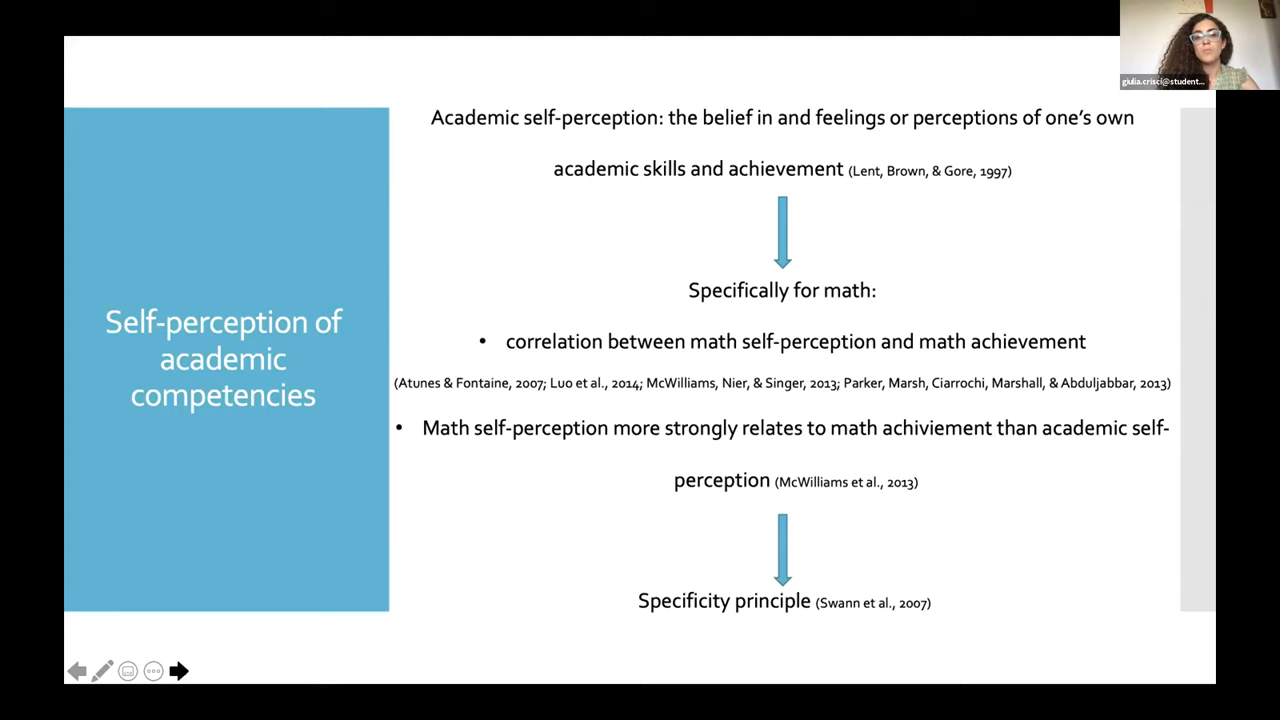 giulia.crisci@student...
Academic self-perception: the belief in and feelings or perceptions of one's own
academic skills and achievement (Lent, Brown, & Gore, 1997)
Specifically for math:
• correlation between math self-perception and math achievement
(Atunes & Fontaine, 2007; Luo et al., 2014; McWilliams, Nier, & Singer, 2013; Parker, Marsh, Ciarrochi, Marshall, & Abduljabbar, 2013)
• Math self-perception more strongly relates to math achiviement than academic self-
perception (McWilliams et al., 2013)
Specificity principle (Swann et al., 2007)
Self-perception of
academic
competencies